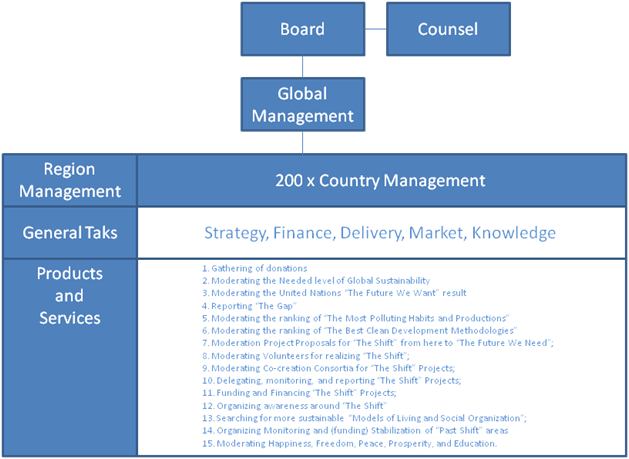 Board
Counsel
Global
Management
Region
Management
200 x Country Management
General Taks
Strategy, Finance, Delivery, Market, Knowledge
Products
and
Services
1. Gathering of donations
2. Moderating the Needed level of Global Sustainability
3. Moderating the United Nations "The Future We Want" result
4. Reporting "The Gap"
5. Moderating the ranking of "The Most Polluting Habits and Productions"
6. Moderating the ranking of "The Best Clean Development Methodologies"
7. Moderation Project Proposals for "The Shift" from here to "The Future We Need";
8. Moderating Volunteers for realizing "The Shift";
9. Moderating Co-creation Consortia for "The Shift" Projects;
10. Delegating, monitoring, and reporting "The Shift" Projects;
11. Funding and Financing "The Shift" Projects;
12. Organizing awareness around "The Shift"
13. Searching for more sustainable "Models of Living and Social Organization";
14. Organizing Monitoring and (funding) Stabilization of "Past Shift" areas
15. Moderating Happiness, Freedom, Peace, Prosperity, and Education.